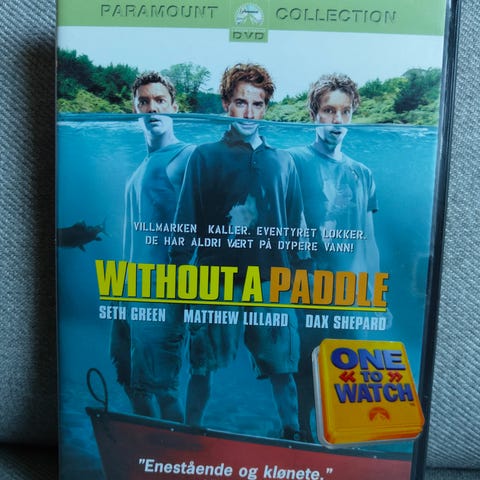 PARAMOUNT COLLECTION
DVD
VILLMARKEN KALLER. EVENTYRET LOKKER.
DE HAR ALDRI VÆRT PÅ DYPERE VANN!
WITHOUT A PADDLE
SETH GREEN MATTHEW LILLARD DAX SHEPARD
ONE
TO
WATCH
"Enestående og klønete."